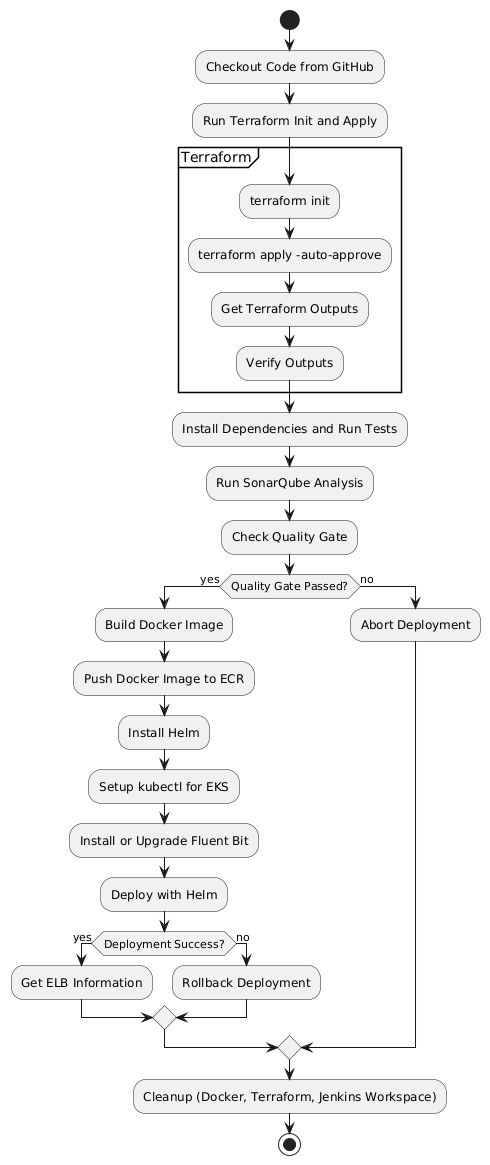 Checkout Code from GitHub
Run Terraform Init and Apply
Terraform
terraform init
terraform apply -auto-approve
Get Terraform Outputs
Verify Outputs
Install Dependencies and Run Tests
Run SonarQube Analysis
Check Quality Gate
yes
Quality Gate Passed?
no
Build Docker Image
Abort Deployment
Push Docker Image to ECR
Install Helm
Setup kubectl for EKS
Install or Upgrade Fluent Bit
Deploy with Helm
yes
Deployment Success?
no
Get ELB Information
Rollback Deployment
Cleanup (Docker, Terraform, Jenkins Workspace)